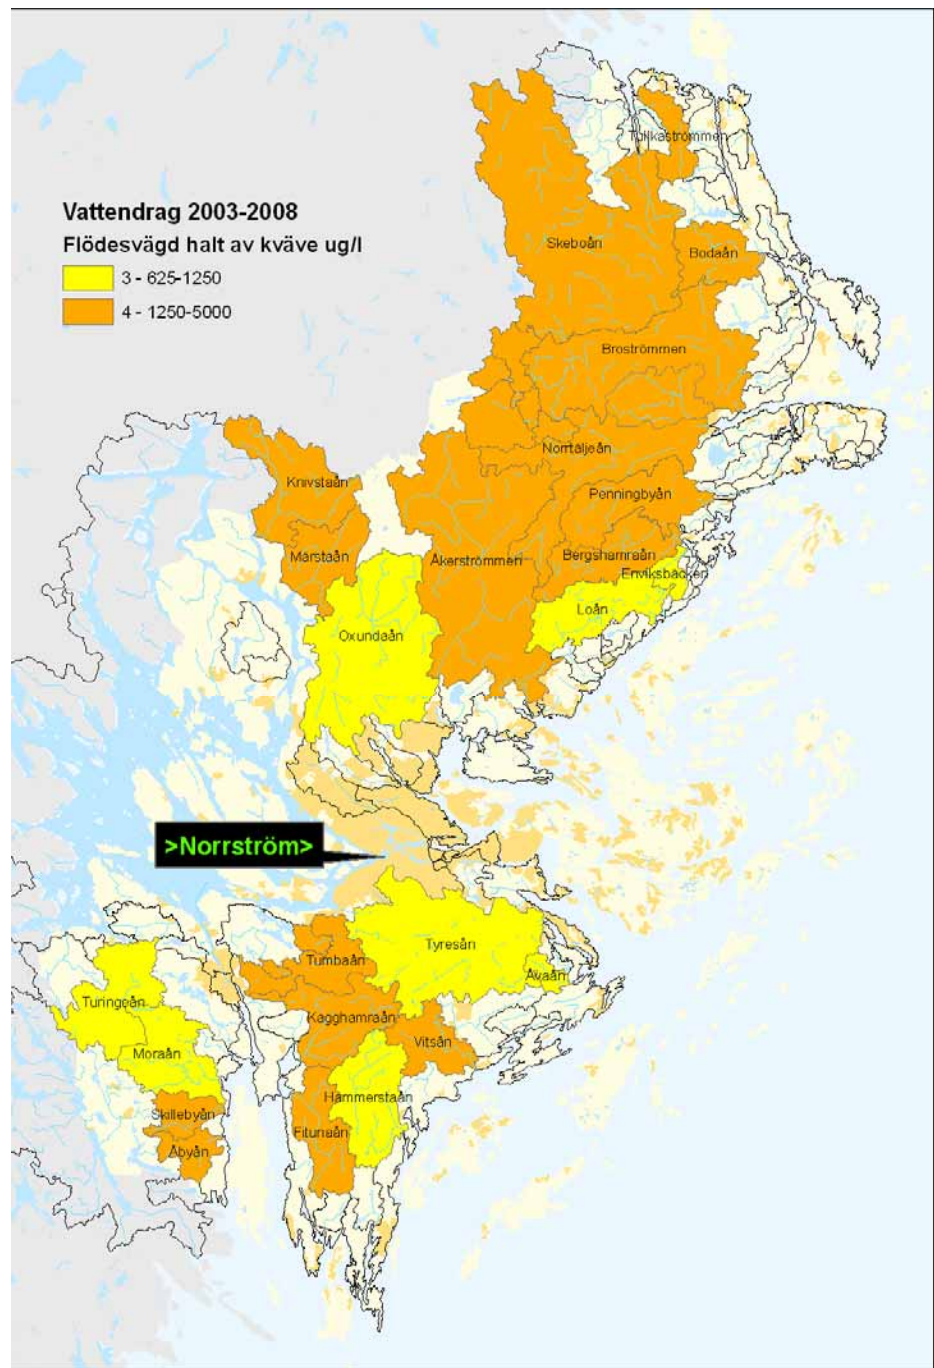 Vattendrag 2003-2008
Flödesvägd halt av kväve ug/l
3 - 625-1250
4 - 1250-5000
Tulkaströmmen
Skeboån
Bodaån
Broströmmen
Norrtäljeån
Knivstaån
Penningbyån
Märstaån
Åkerströmmen
Bergshamraån
Enviksbäcken
Loån
Oxundaån
>Norrström>
Tyresån
Tumbaån
Åvaån
Turingeån
Kagghamraån
Vitsån
Moraån
Hammerstaån
Skillebyån
Fitunaån
Åbyån